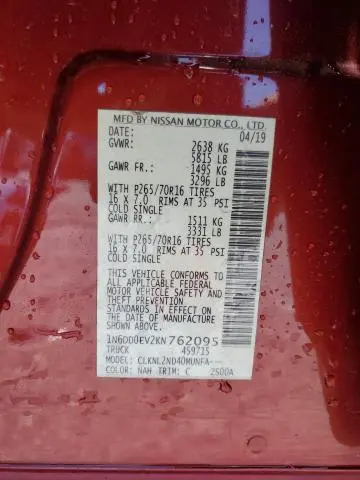 MFD BY NISSAN MOTOR CO., LTD.
DATE: 04/19
GVWR: 2638 KG
5815 LB
GAWR FR.: 1495 KG
3296 LB
WITH P265/70R16 TIRES
16 X 7.0 RIMS AT 35 PSI
COLD SINGLE
GAWR RR.: 1511 KG
3331 LB
WITH P265/70R16 TIRES
16 X 7.0 RIMS AT 35 PSI
COLD SINGLE
THIS VEHICLE CONFORMS TO
ALL APPLICABLE FEDERAL
MOTOR VEHICLE SAFETY AND
THEFT PREVENTION
STANDARDS IN EFFECT ON
THE DATE OF MANUFACTURE
SHOWN ABOVE.
1N6DD0EV2KN762095
TRUCK 459715
MODEL: CLKNL2ND40MUNFA----
COLOR: NAH TRIM: C 2500A